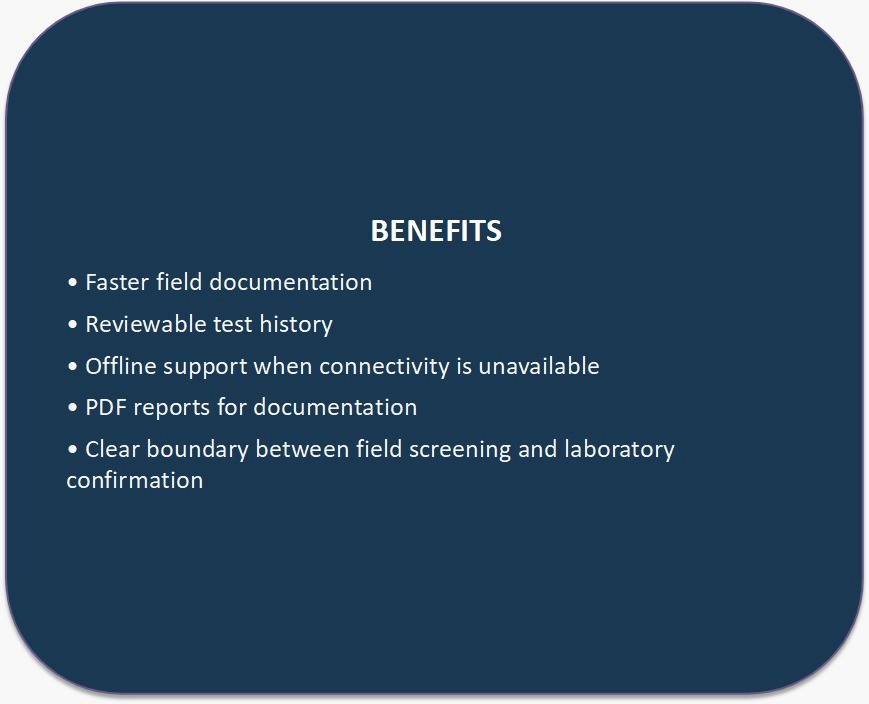 BENEFITS
• Faster field documentation
• Reviewable test history
• Offline support when connectivity is unavailable
• PDF reports for documentation
• Clear boundary between field screening and laboratory
confirmation